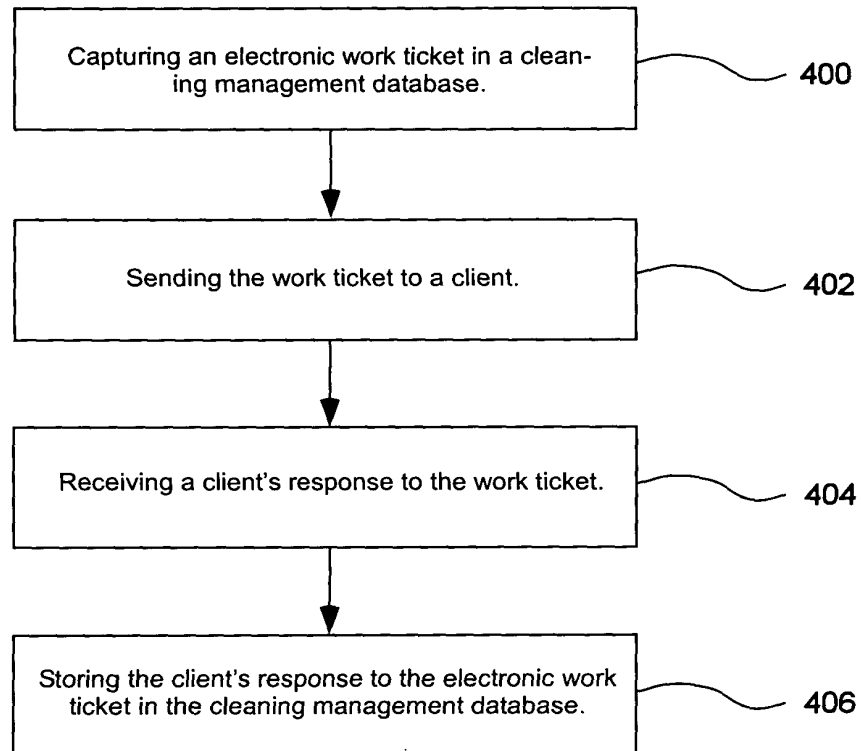 Capturing an electronic work ticket in a clean-
ing management database.
400
Sending the work ticket to a client.
402
Receiving a client's response to the work ticket.
404
Storing the client's response to the electronic work
ticket in the cleaning management database.
406